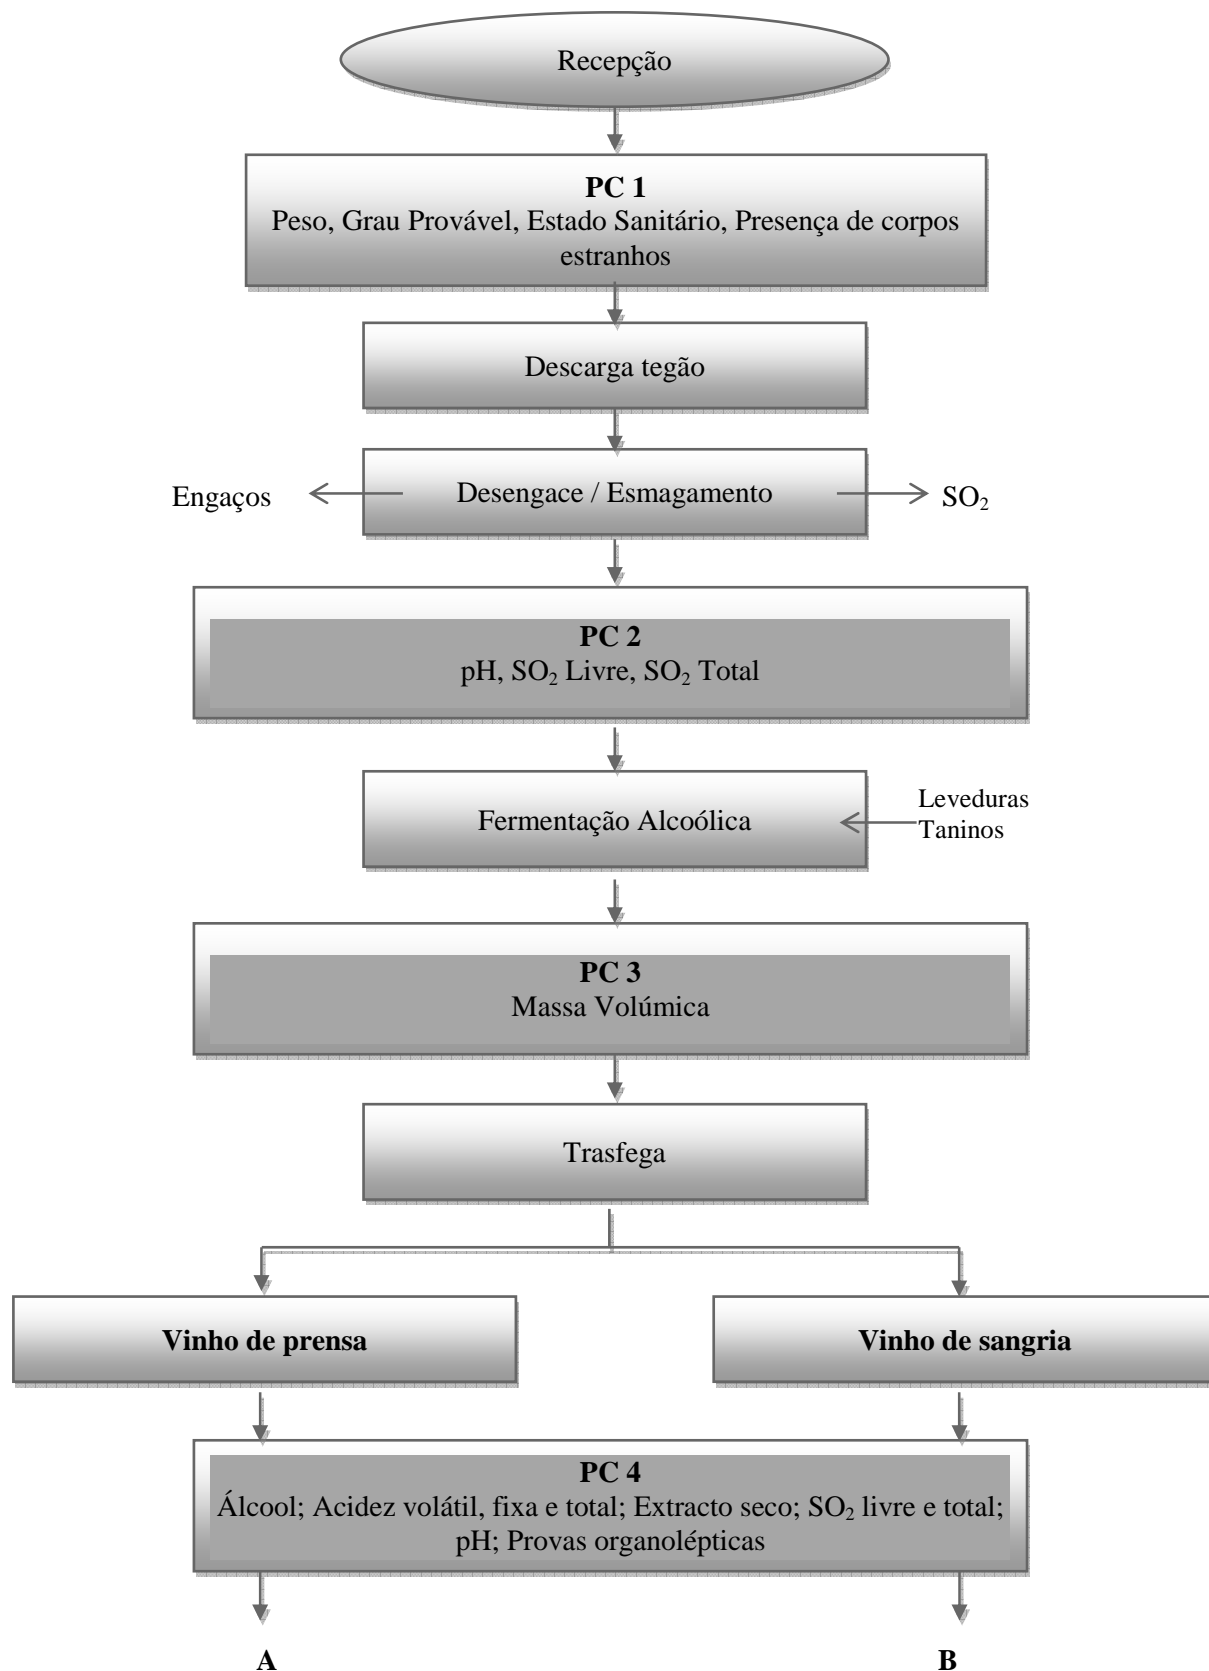 Recepção
PC 1
Peso, Grau Provável, Estado Sanitário, Presença de corpos
estranhos
Descarga tegão
Engaços
Desengace / Esmagamento
SO₂
PC 2
pH, SO₂ Livre, SO₂ Total
Fermentação Alcoólica
Leveduras
Taninos
PC 3
Massa Volúmica
Trasfega
Vinho de prensa
Vinho de sangria
PC 4
Álcool; Acidez volátil, fixa e total; Extracto seco; SO₂ livre e total;
pH; Provas organolépticas
A
B